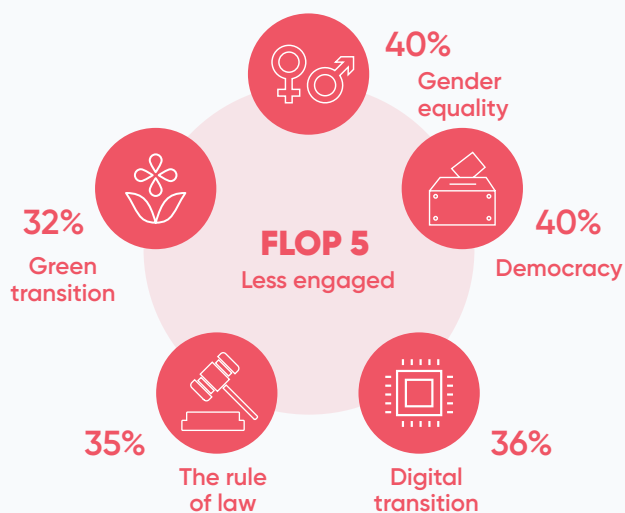 40%
Gender
equality
40%
Democracy
36%
Digital
transition
35%
The rule
of law
32%
Green
transition
FLOP 5
Less engaged